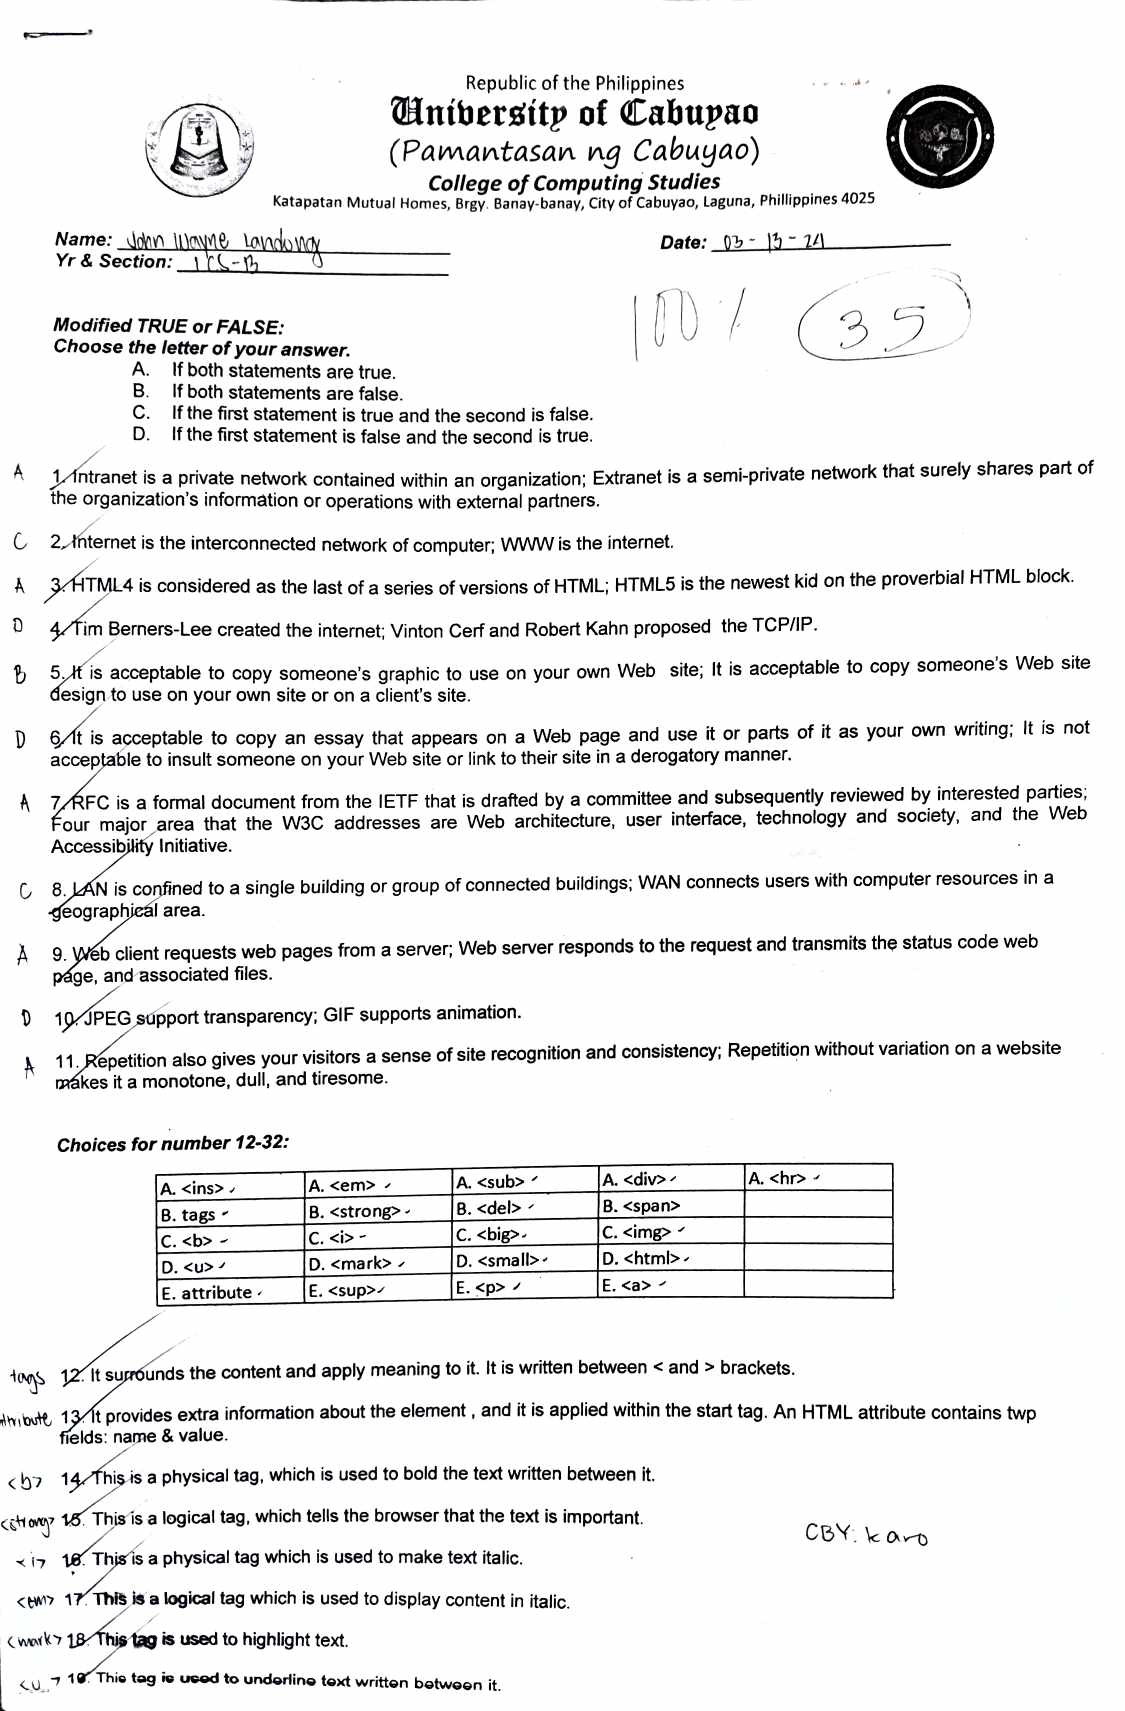 Republic of the Philippines
University of Cabuyao
(Pamantasan ng Cabuyao)
College of Computing Studies
Katapatan Mutual Homes, Brgy. Banay-banay, City of Cabuyao, Laguna, Phillippines 4025
Name: John Wayne Landong
Date: 03-13-24
Yr & Section: 1CS-B
100%
35
Modified TRUE or FALSE:
Choose the letter of your answer.
A. If both statements are true.
B. If both statements are false.
C. If the first statement is true and the second is false.
D. If the first statement is false and the second is true.
A 1. Intranet is a private network contained within an organization; Extranet is a semi-private network that surely shares part of
the organization's information or operations with external partners.
C 2. Internet is the interconnected network of computer; WWW is the internet.
A 3. HTML4 is considered as the last of a series of versions of HTML; HTML5 is the newest kid on the proverbial HTML block.
D 4. Tim Berners-Lee created the internet; Vinton Cerf and Robert Kahn proposed the TCP/IP.
B 5. It is acceptable to copy someone's graphic to use on your own Web site; It is acceptable to copy someone's Web site
design to use on your own site or on a client's site.
D 6. It is acceptable to copy an essay that appears on a Web page and use it or parts of it as your own writing; It is not
acceptable to insult someone on your Web site or link to their site in a derogatory manner.
A 7. RFC is a formal document from the IETF that is drafted by a committee and subsequently reviewed by interested parties;
Four major area that the W3C addresses are Web architecture, user interface, technology and society, and the Web
Accessibility Initiative.
C 8. LAN is confined to a single building or group of connected buildings; WAN connects users with computer resources in a
geographical area.
A 9. Web client requests web pages from a server; Web server responds to the request and transmits the status code web
page, and associated files.
D 10. JPEG support transparency; GIF supports animation.
A 11. Repetition also gives your visitors a sense of site recognition and consistency; Repetition without variation on a website
makes it a monotone, dull, and tiresome.
Choices for number 12-32:
A. <ins> A. <em> A. <sub> A. <div> A. <hr>
B. tags B. <strong> B. <del> B. <span>
C. <b> C. <i> C. <big> C. <img>
D. <u> D. <mark> D. <small> D. <html>
E. attribute E. <sup> E. <p> E. <a>
tags 12. It surrounds the content and apply meaning to it. It is written between < and > brackets.
attribute 13. It provides extra information about the element , and it is applied within the start tag. An HTML attribute contains twp
fields: name & value.
<b> 14. This is a physical tag, which is used to bold the text written between it.
<strong> 15. This is a logical tag, which tells the browser that the text is important.
CBY: karo
<i> 16. This is a physical tag which is used to make text italic.
<em> 17. This is a logical tag which is used to display content in italic.
<mark> 18. This tag is used to highlight text.
<u> 19. This tag is used to underline text written between it.